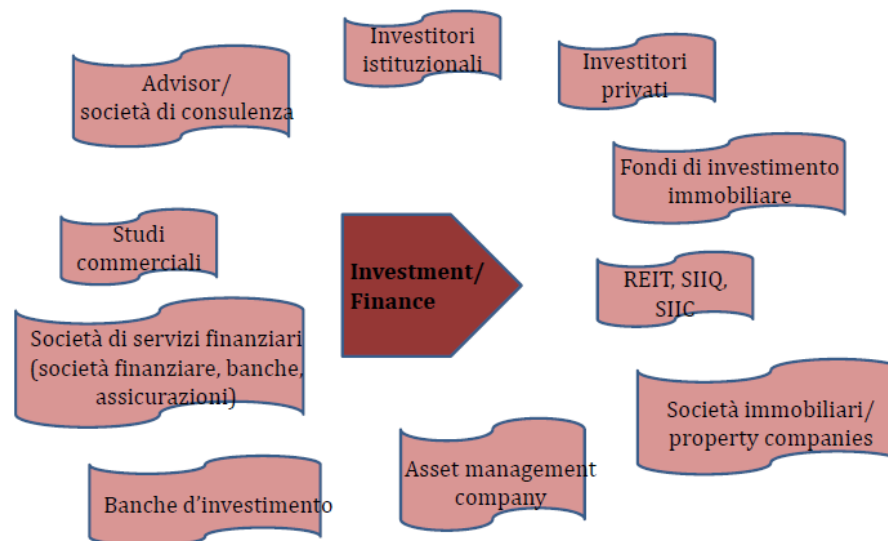 Investitori
istituzionali
Investitori
privati
Advisor/
società di consulenza
Fondi di investimento
immobiliare
Studi
commerciali
Investment/
Finance
REIT, SIIQ,
SIIC
Società di servizi finanziari
(società finanziare, banche,
assicurazioni)
Società immobiliari/
property companies
Asset management
company
Banche d’investimento